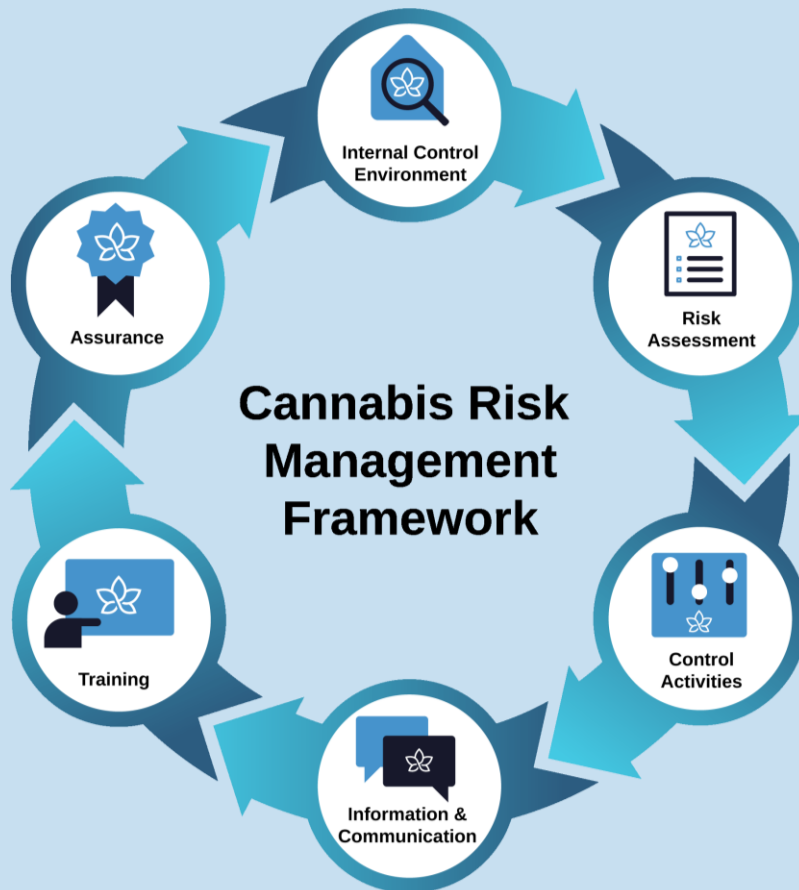 Internal Control
Environment
Risk
Assessment
Control
Activities
Information &
Communication
Training
Assurance
Cannabis Risk
Management
Framework